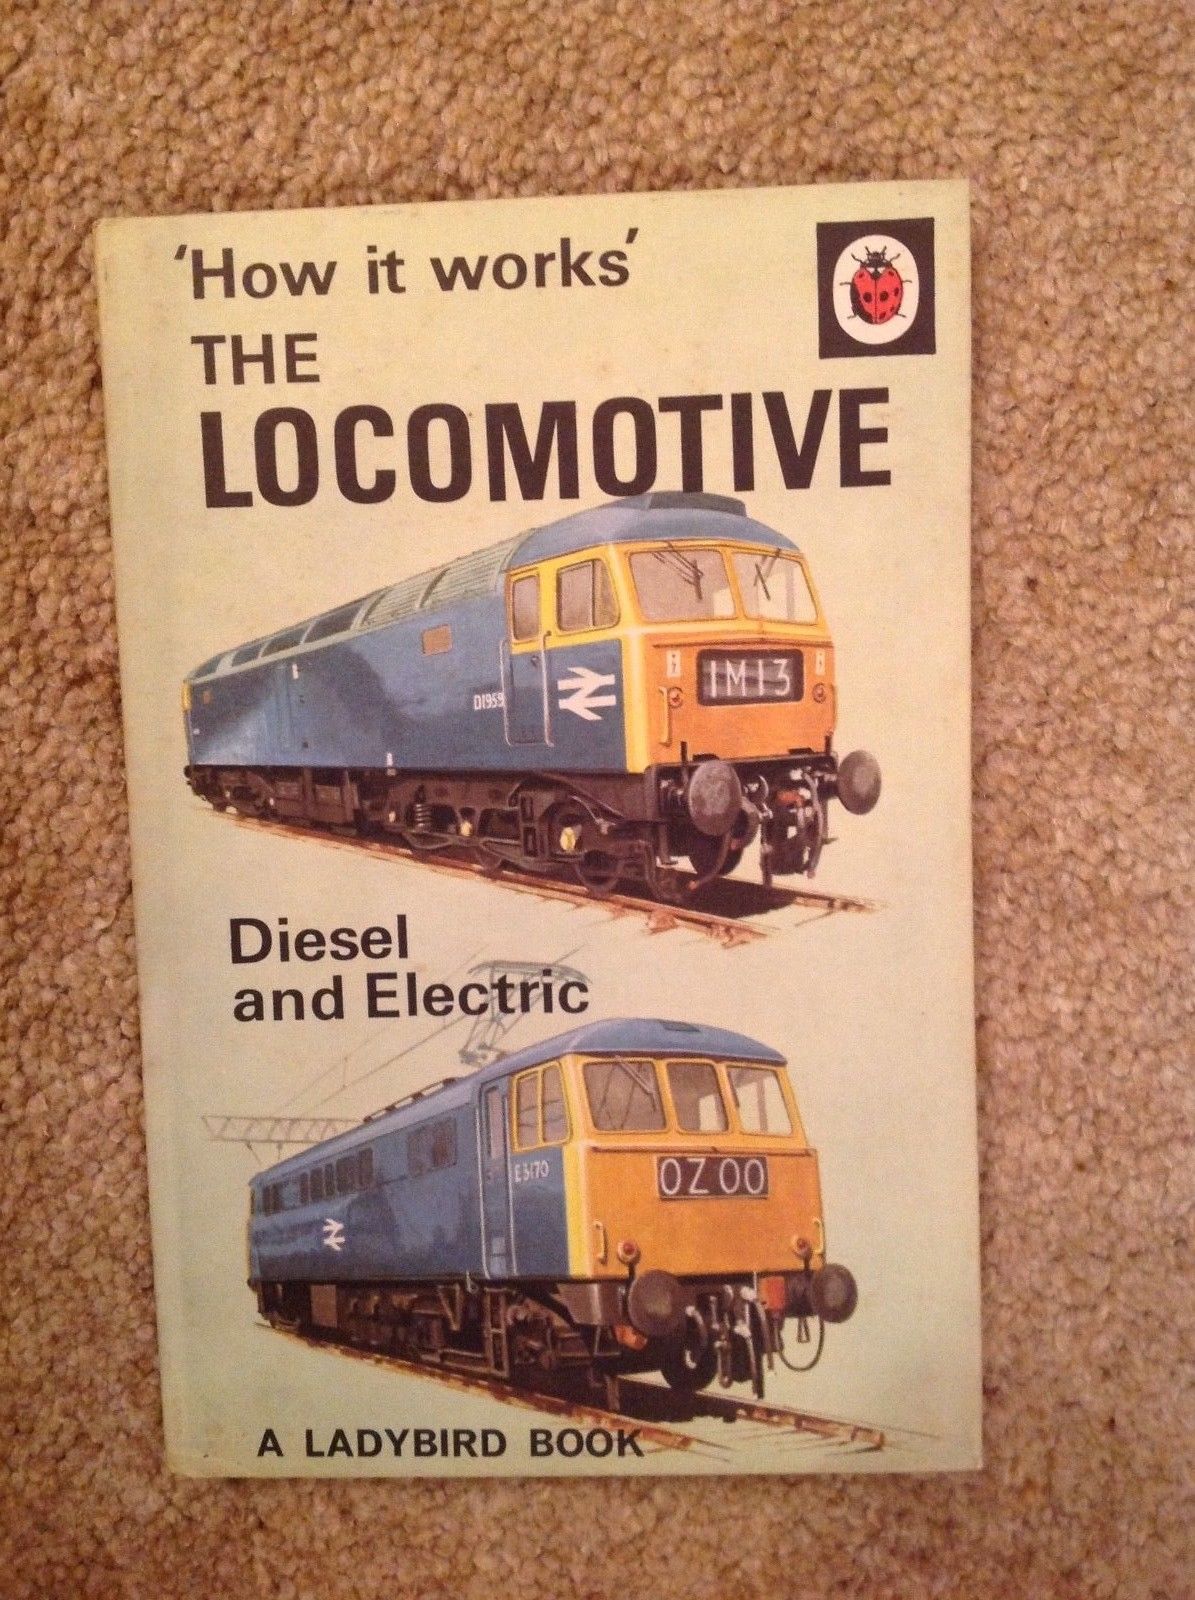 'How it works'
THE
LOCOMOTIVE
1M13
D1959
Diesel
and Electric
E3170
0Z00
A LADYBIRD BOOK